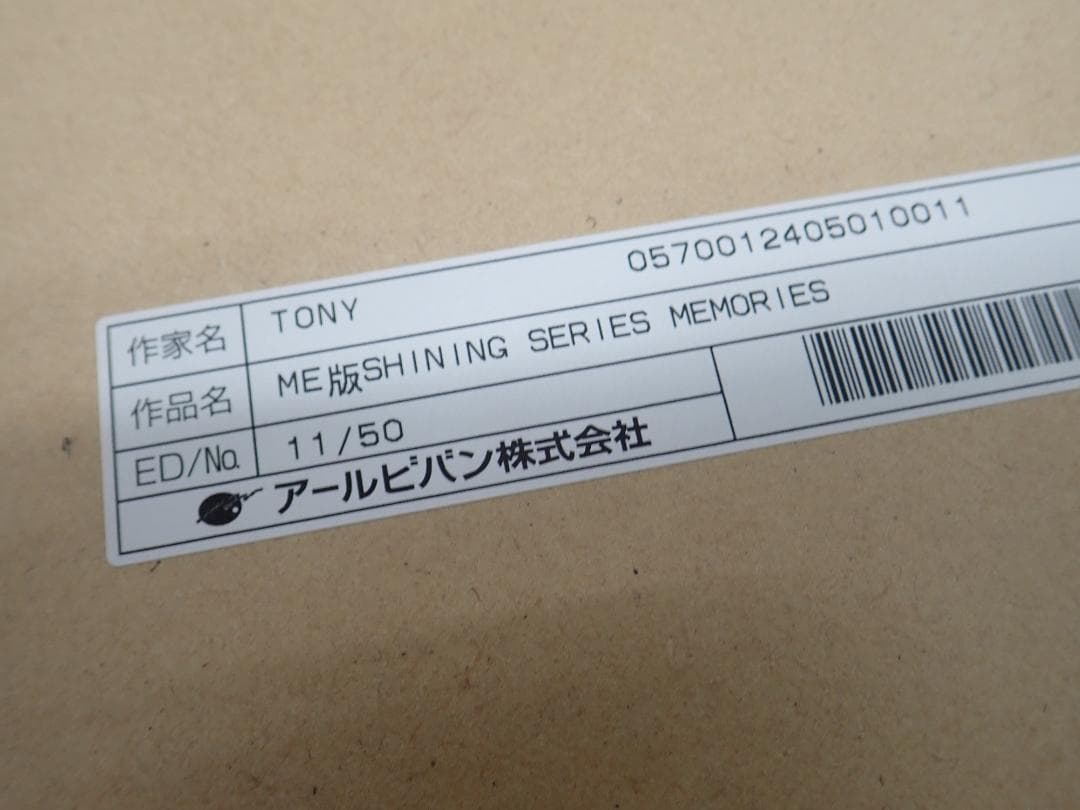 作家名 TONY 0570012405010011
作品名 ME版SHINING SERIES MEMORIES
ED/No. 11/50
アールビバン株式会社